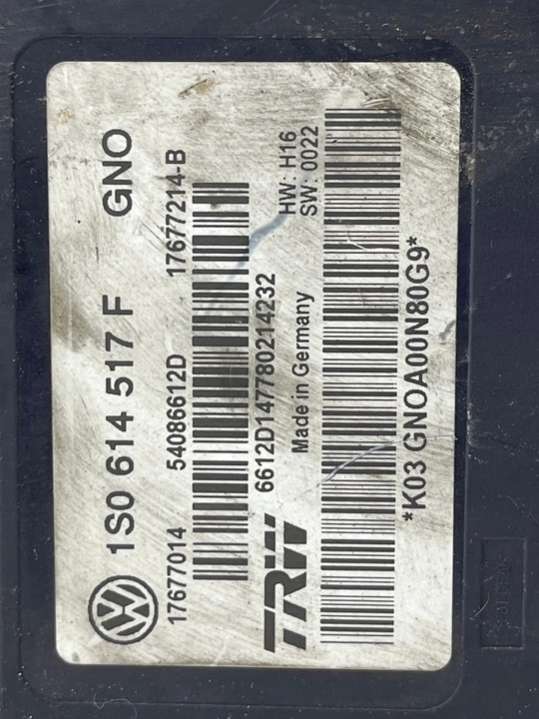 1S0 614 517 F GNO
17677014 54086612D 17677214-B
6612D147780214232
TRW Made in Germany HW: H16
SW: 0022
*K03 GNOA00N80G9*